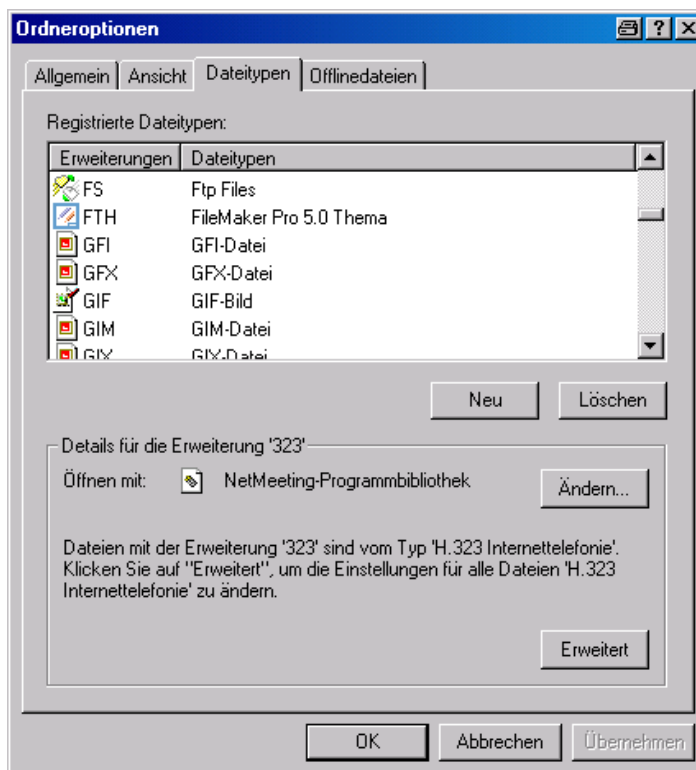 Ordneroptionen
Allgemein Ansicht Dateitypen Offlinedateien
Registrierte Dateitypen:
Erweiterungen Dateitypen
FS Ftp Files
FTH FileMaker Pro 5.0 Thema
GFI GFI-Datei
GFX GFX-Datei
GIF GIF-Bild
GIM GIM-Datei
GIX GIX-Datei
Neu Löschen
Details für die Erweiterung '323'
Öffnen mit: NetMeeting-Programmbibliothek Ändern...
Dateien mit der Erweiterung '323' sind vom Typ 'H.323 Internettelefonie'.
Klicken Sie auf "Erweitert", um die Einstellungen für alle Dateien 'H.323
Internettelefonie' zu ändern.
Erweitert
OK Abbrechen Übernehmen